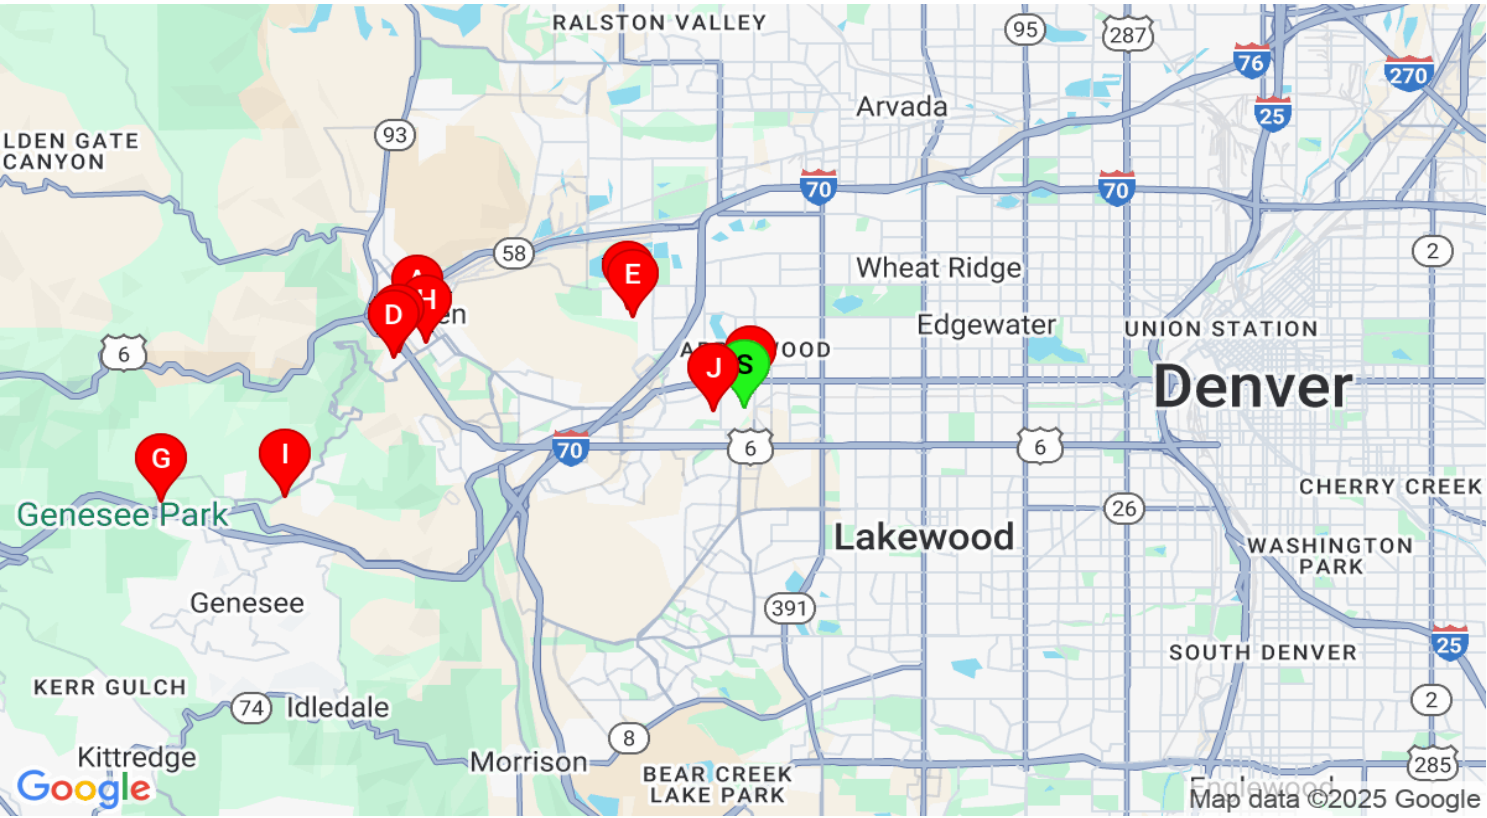 RALSTON VALLEY
95
287
76
270
Arvada
25
93
LDEN GATE
CANYON
70
70
58
2
A
E
Wheat Ridge
H
D
en
Edgewater
UNION STATION
6
WOOD
J
S
Denver
6
6
70
G
I
CHERRY CREEK
Genesee Park
26
Lakewood
WASHINGTON
PARK
Genesee
391
25
SOUTH DENVER
KERR GULCH
74
Idledale
2
8
Kittredge
Morrison
285
BEAR CREEK
LAKE PARK
Google
Englewood
Map data ©2025 Google